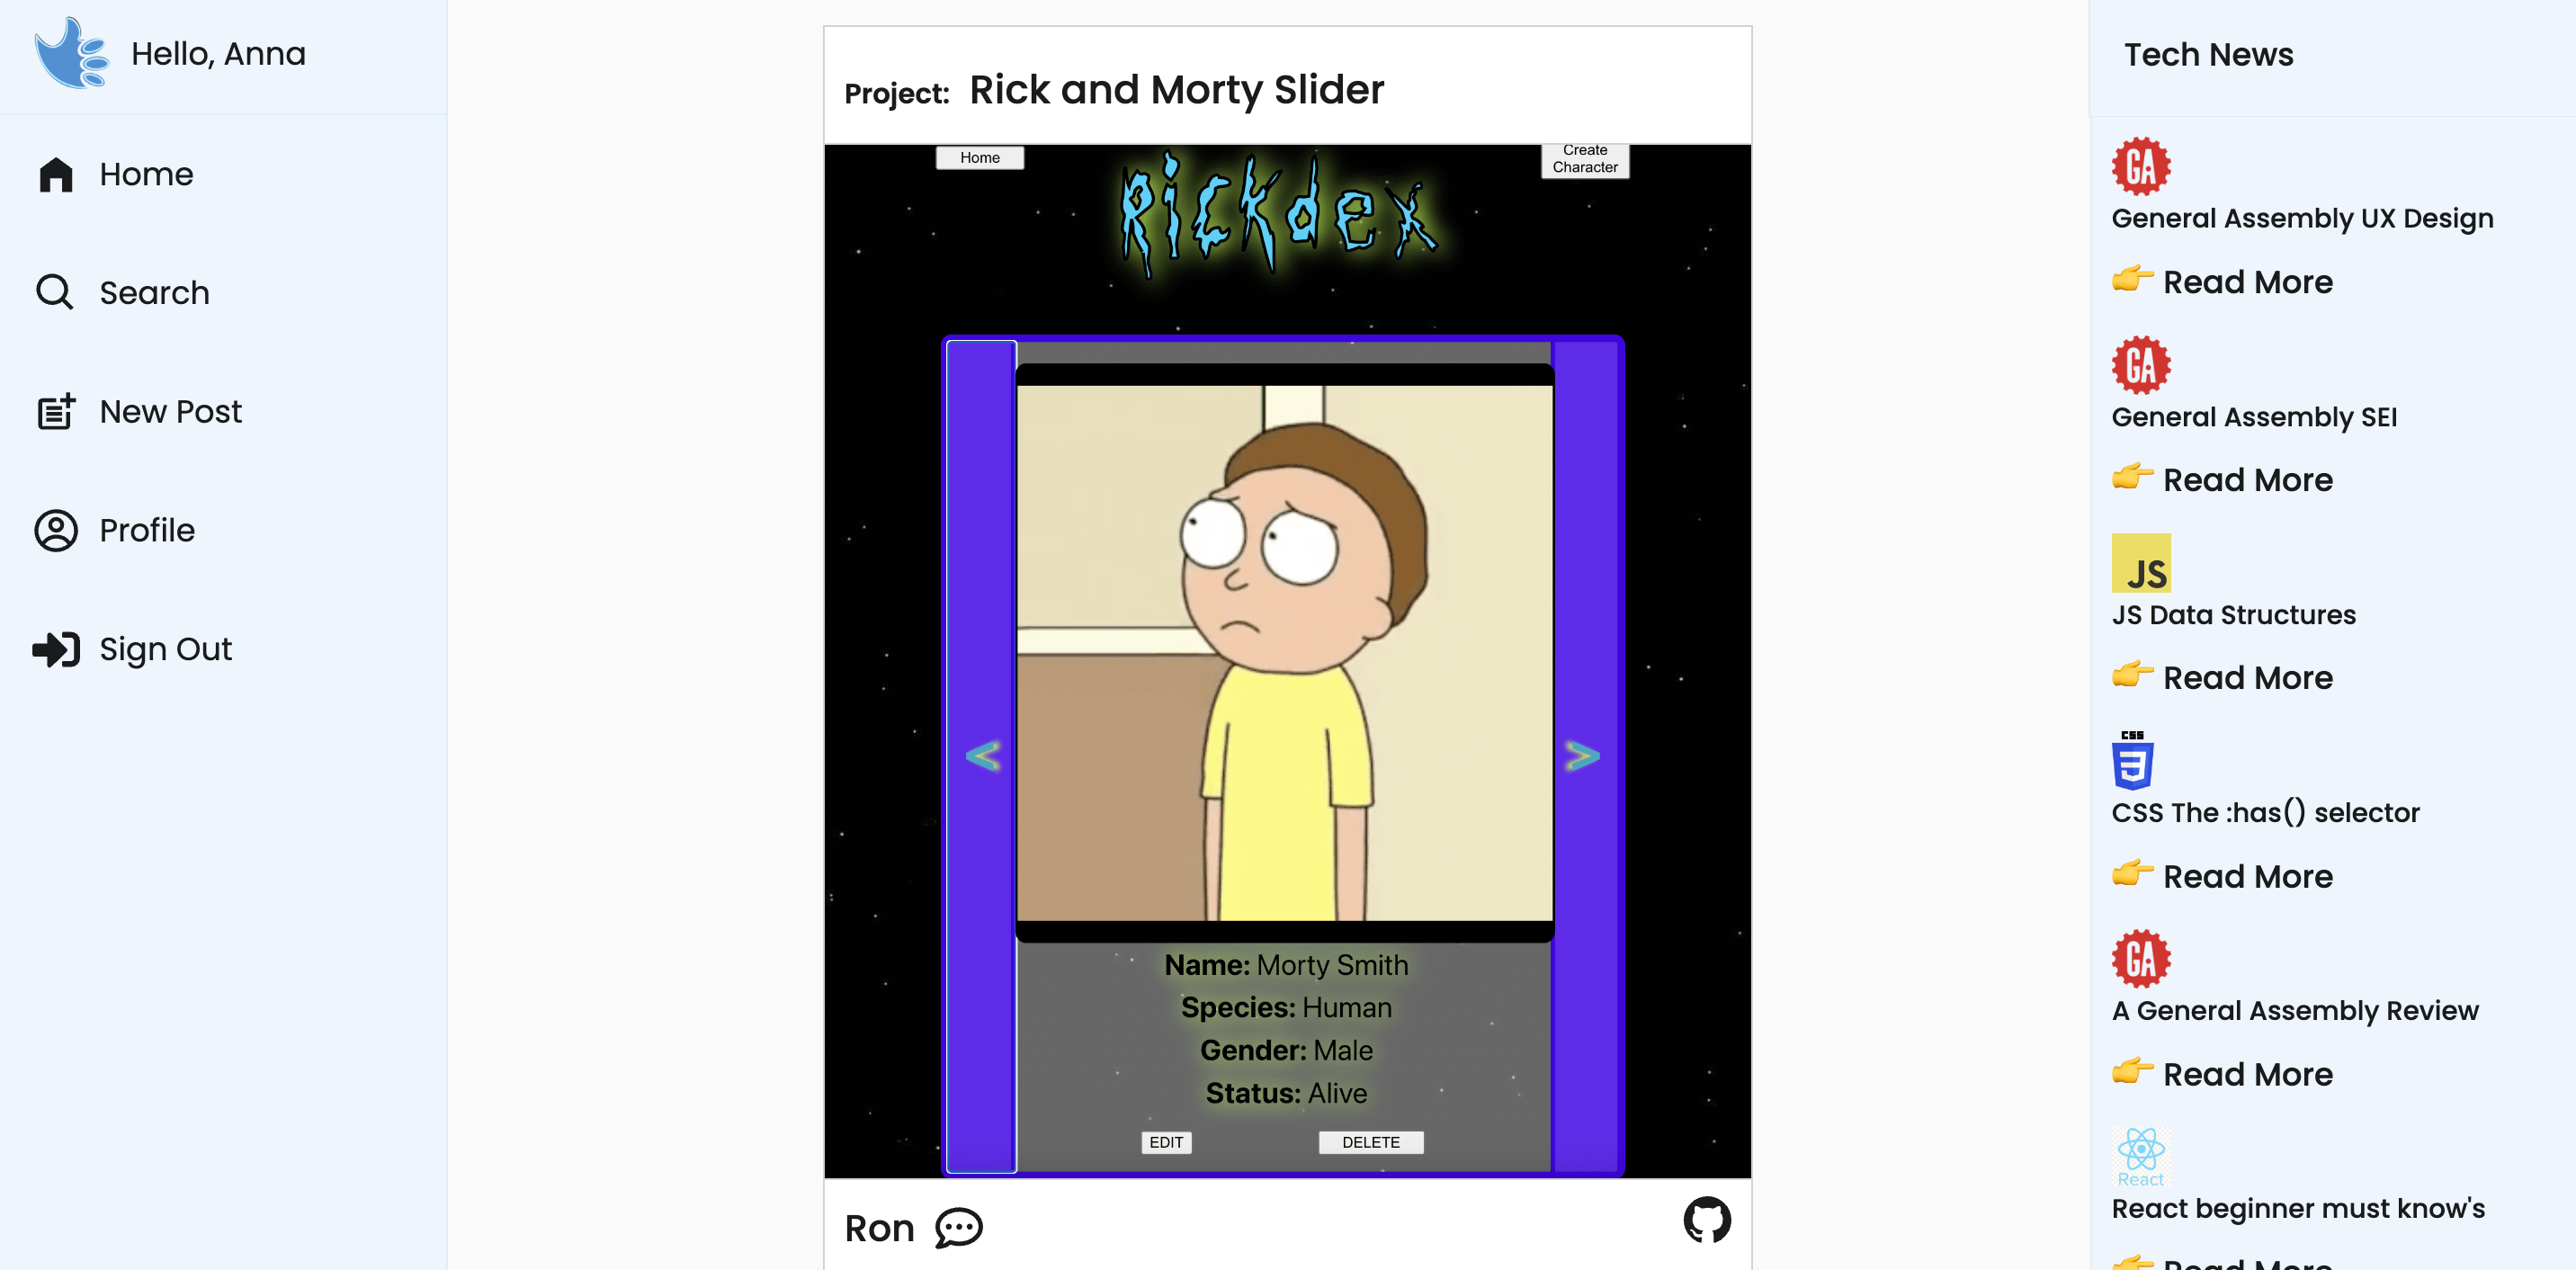 Hello, Anna
Home
Search
New Post
Profile
Sign Out
Project: Rick and Morty Slider
Home
Create
Character
Rickdex
<
>
Name: Morty Smith
Species: Human
Gender: Male
Status: Alive
EDIT
DELETE
Ron
Tech News
GA
General Assembly UX Design
Read More
GA
General Assembly SEI
Read More
JS
JS Data Structures
Read More
CSS
3
CSS The :has() selector
Read More
GA
A General Assembly Review
Read More
React
React beginner must know's
Read More